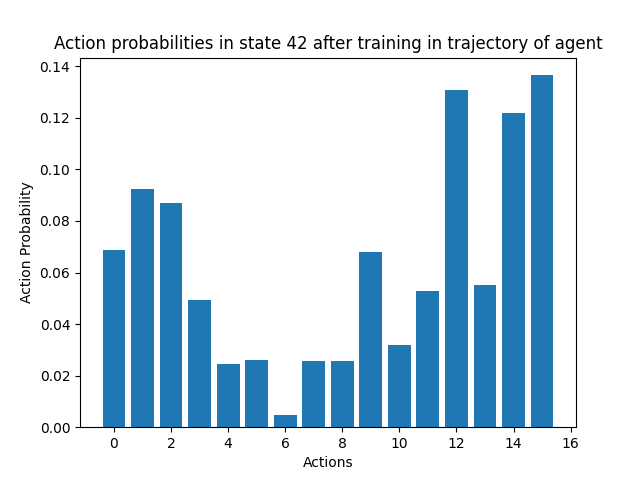 Action probabilities in state 42 after training in trajectory of agent
0.14
0.12
0.10
0.08
0.06
0.04
0.02
0.00
Action Probability
0 2 4 6 8 10 12 14 16
Actions